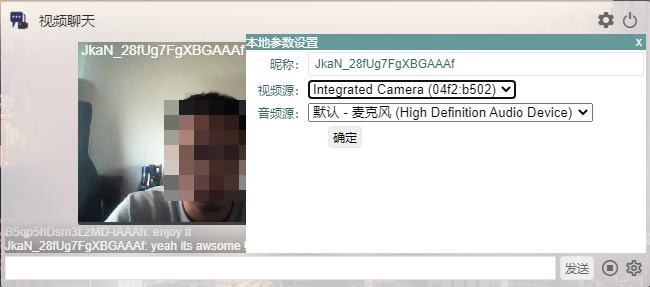 视频聊天
JkaN_28fUg7FgXBGAAAf
本地参数设置 x
昵称: JkaN_28fUg7FgXBGAAAf
视频源: Integrated Camera (04f2:b502)
音频源: 默认 - 麦克风 (High Definition Audio Device)
确定
B5qp5hDsm3LzMD-iAAAh: enjoy it
JkaN_28fUg7FgXBGAAAf: yeah its awsome !
发送